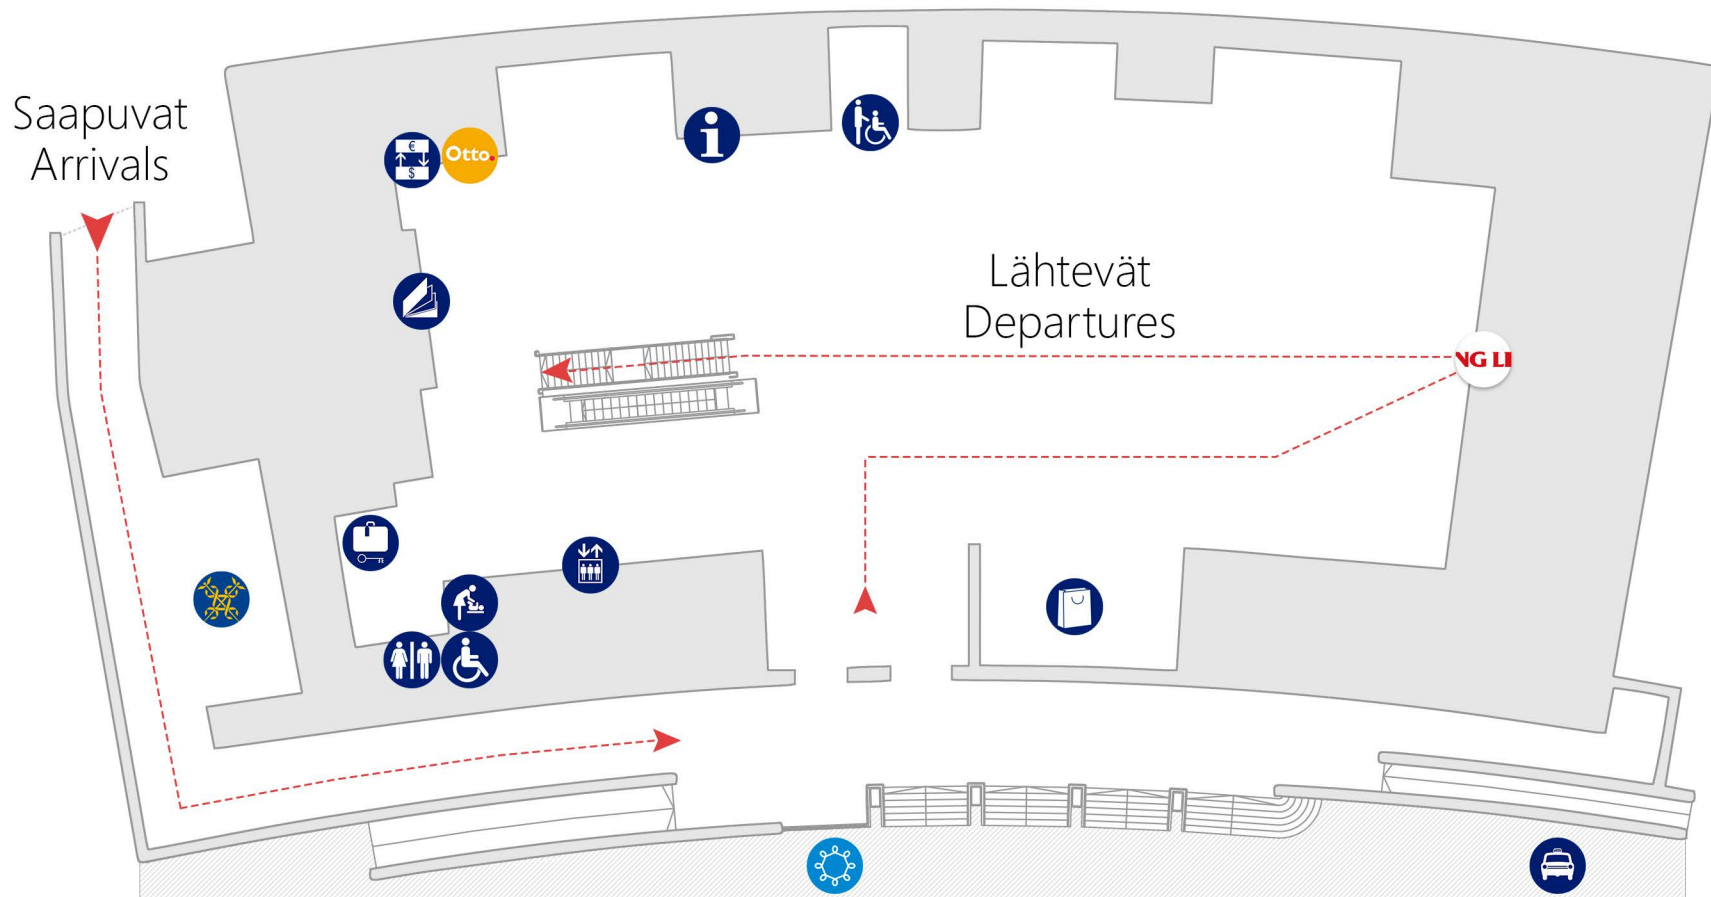 Saapuvat
Arrivals
€
$
Otto.
i
Lähtevät
Departures
NG LI